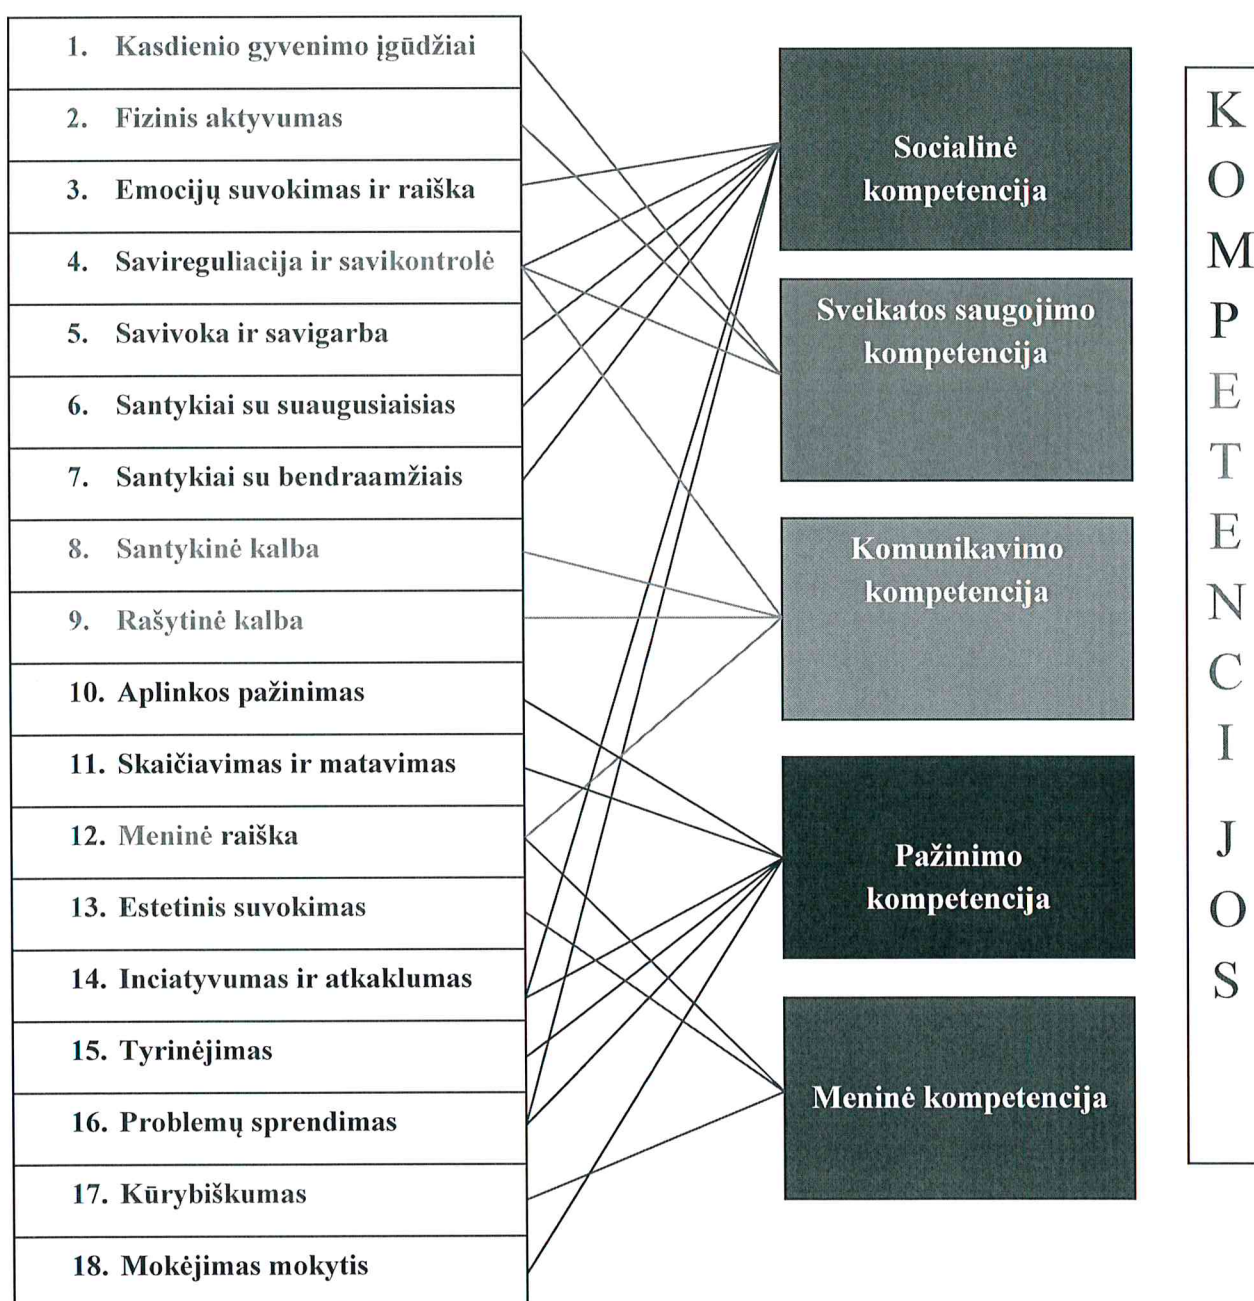 1. Kasdienio gyvenimo įgūdžiai
2. Fizinis aktyvumas
3. Emocijų suvokimas ir raiška
4. Savireguliacija ir savikontrolė
5. Savivoka ir savigarba
6. Santykiai su suaugusiaisias
7. Santykiai su bendraamžiais
8. Santykinė kalba
9. Rašytinė kalba
10. Aplinkos pažinimas
11. Skaičiavimas ir matavimas
12. Meninė raiška
13. Estetinis suvokimas
14. Inciatyvumas ir atkaklumas
15. Tyrinėjimas
16. Problemų sprendimas
17. Kūrybiškumas
18. Mokėjimas mokytis
Socialinė
kompetencija
Sveikatos saugojimo
kompetencija
Komunikavimo
kompetencija
Pažinimo
kompetencija
Meninė kompetencija
K
O
M
P
E
T
E
N
C
I
J
O
S